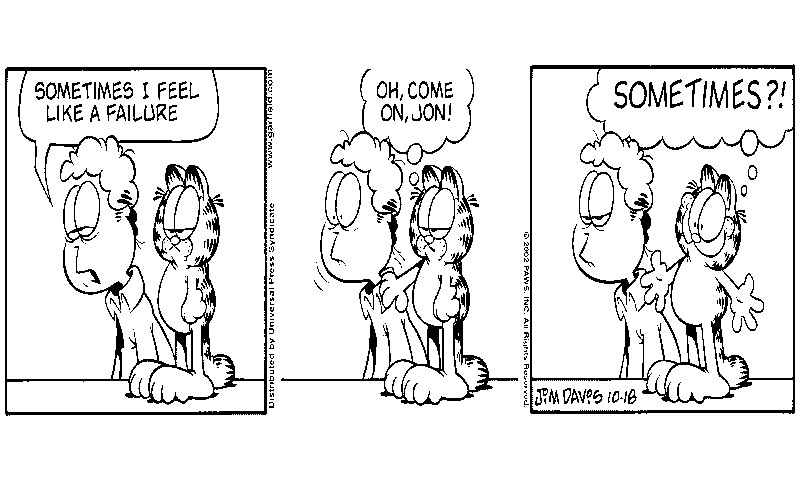 SOMETIMES I FEEL
LIKE A FAILURE
www.garfield.com
Distributed by Universal Press Syndicate
OH, COME
ON, JON!
SOMETIMES?!
© 2002 PAWS, INC. All Rights Reserved.
JIM DAVIS 10-18